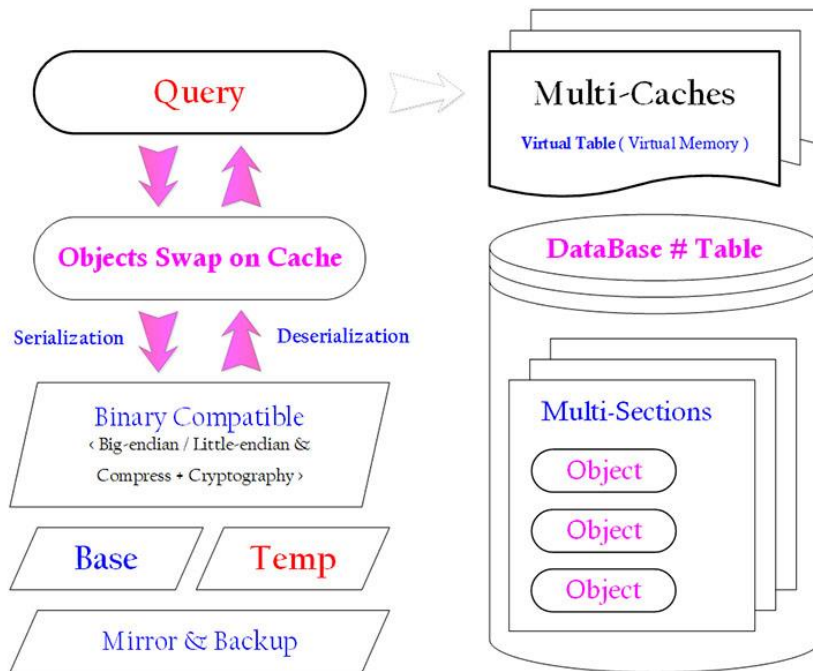 Query
Objects Swap on Cache
Serialization
Deserialization
Binary Compatible
‹ Big-endian / Little-endian &
Compress + Cryptography ›
Base
Temp
Mirror & Backup
Multi-Caches
Virtual Table ( Virtual Memory )
DataBase # Table
Multi-Sections
Object
Object
Object